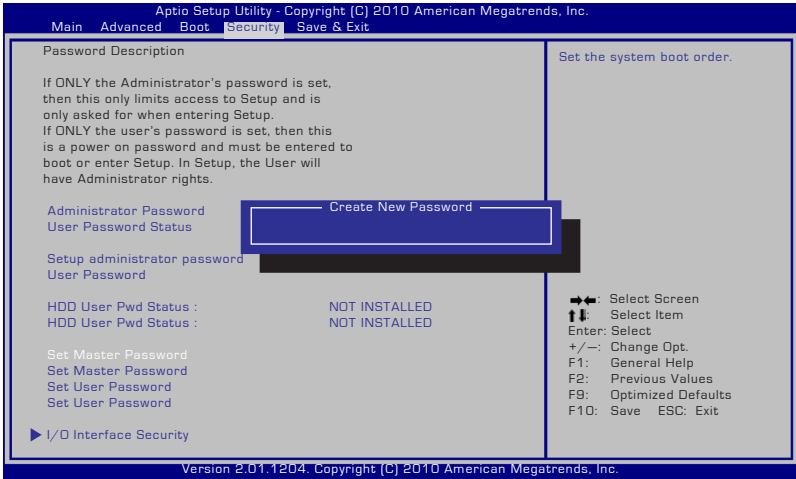 Aptio Setup Utility - Copyright (C) 2010 American Megatrends, Inc.
Main Advanced Boot Security Save & Exit
Password Description
If ONLY the Administrator's password is set,
then this only limits access to Setup and is
only asked for when entering Setup.
If ONLY the user's password is set, then this
is a power on password and must be entered to
boot or enter Setup. In Setup, the User will
have Administrator rights.
Administrator Password
User Password Status
Create New Password
Setup administrator password
User Password
HDD User Pwd Status : NOT INSTALLED
HDD User Pwd Status : NOT INSTALLED
Set Master Password
Set Master Password
Set User Password
Set User Password
I/O Interface Security
Set the system boot order.
→←: Select Screen
↑↓: Select Item
Enter: Select
+/—: Change Opt.
F1: General Help
F2: Previous Values
F9: Optimized Defaults
F10: Save ESC: Exit
Version 2.01.1204. Copyright (C) 2010 American Megatrends, Inc.